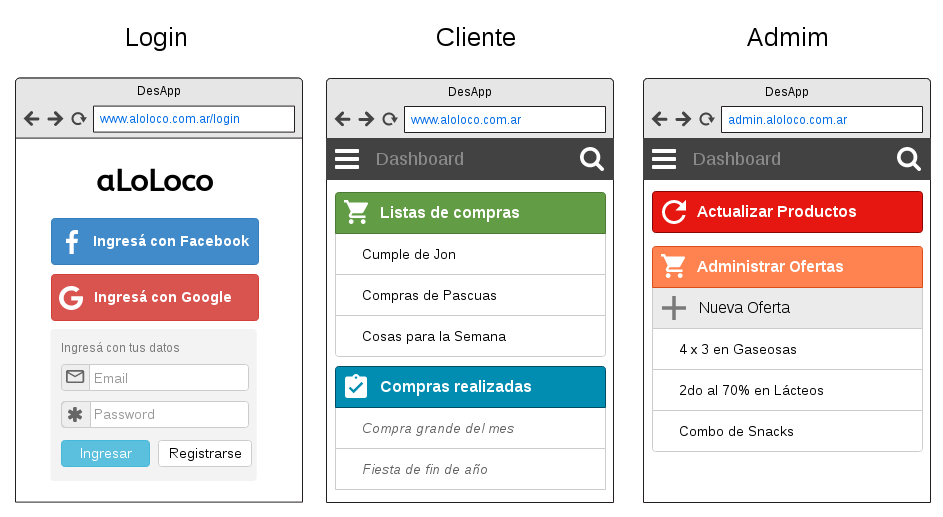 Login
DesApp
www.aloloco.com.ar/login
aLoLoco
Ingresá con Facebook
Ingresá con Google
Ingresá con tus datos
Email
Password
Ingresar Registrarse
Cliente
DesApp
www.aloloco.com.ar
Dashboard
Listas de compras
Cumple de Jon
Compras de Pascuas
Cosas para la Semana
Compras realizadas
Compra grande del mes
Fiesta de fin de año
Admim
DesApp
admin.aloloco.com.ar
Dashboard
Actualizar Productos
Administrar Ofertas
Nueva Oferta
4 x 3 en Gaseosas
2do al 70% en Lácteos
Combo de Snacks